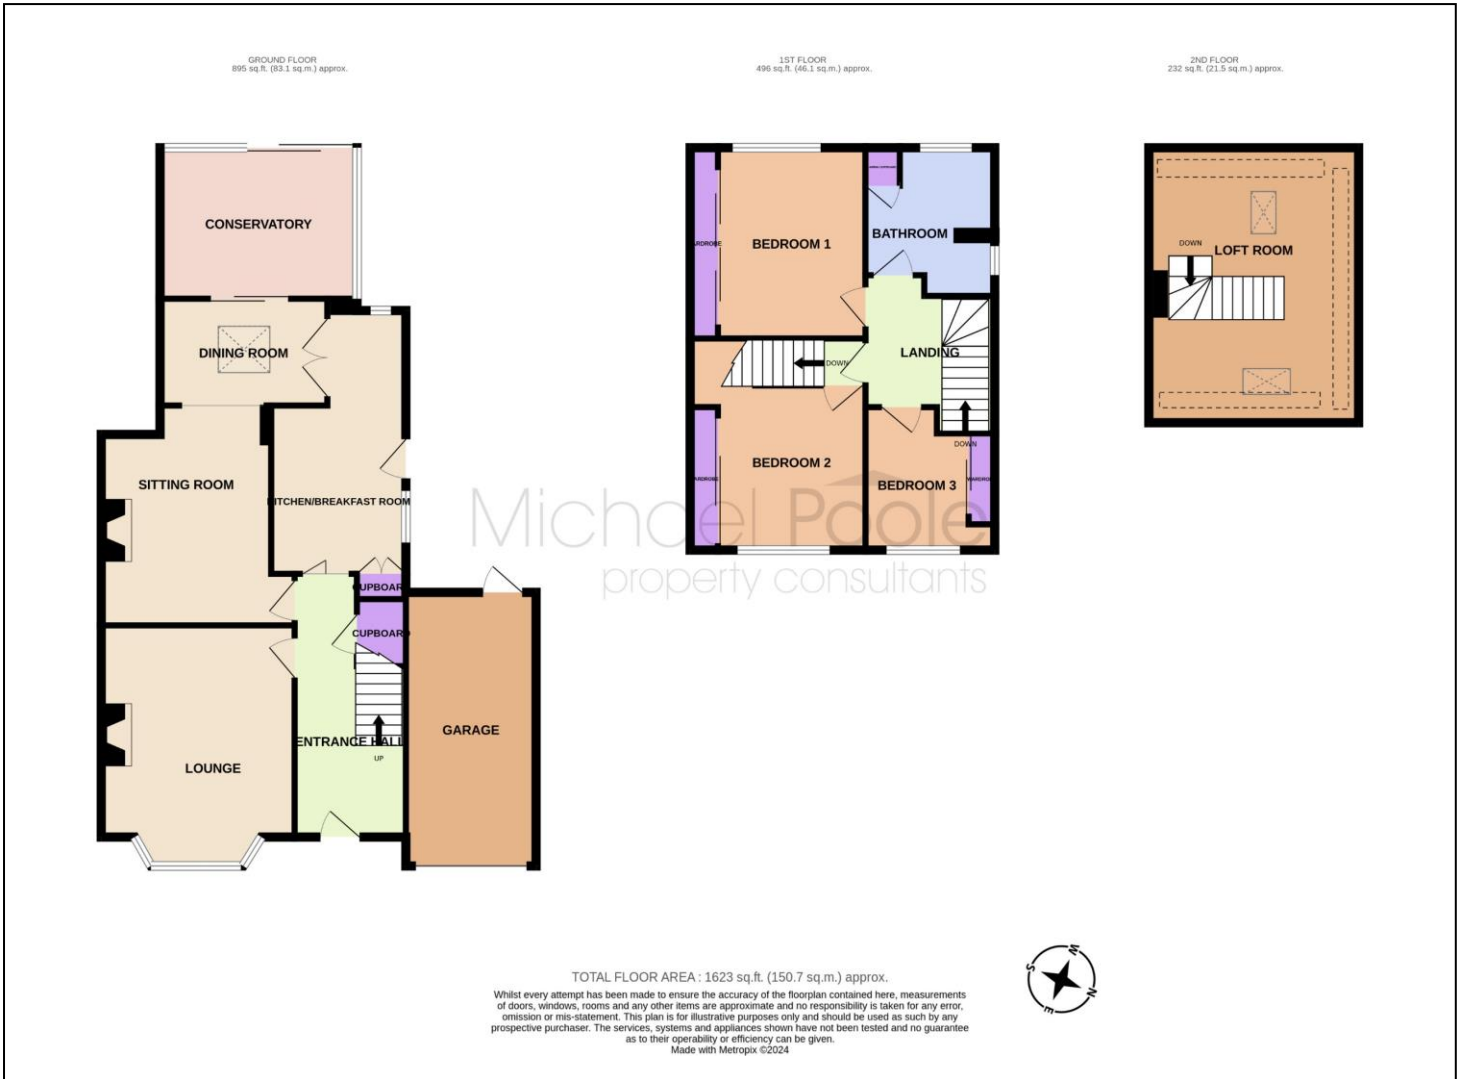 GROUND FLOOR
895 sq.ft. (83.1 sq.m.) approx.
1ST FLOOR
496 sq.ft. (46.1 sq.m.) approx.
2ND FLOOR
232 sq.ft. (21.5 sq.m.) approx.
CONSERVATORY
DINING ROOM
SITTING ROOM
KITCHEN/BREAKFAST ROOM
CUPBOARD
CUPBOARD
ENTRANCE HALL
UP
LOUNGE
GARAGE
WARDROBE
BEDROOM 1
BATHROOM
LANDING
DOWN
WARDROBE
BEDROOM 2
DOWN
BEDROOM 3
WARDROBE
DOWN
LOFT ROOM
Michael Poole
property consultants
W
S
N
E
TOTAL FLOOR AREA : 1623 sq.ft. (150.7 sq.m.) approx.
Whilst every attempt has been made to ensure the accuracy of the floorplan contained here, measurements
of doors, windows, rooms and any other items are approximate and no responsibility is taken for any error,
omission or mis-statement. This plan is for illustrative purposes only and should be used as such by any
prospective purchaser. The services, systems and appliances shown have not been tested and no guarantee
as to their operability or efficiency can be given.
Made with Metropix ©2024